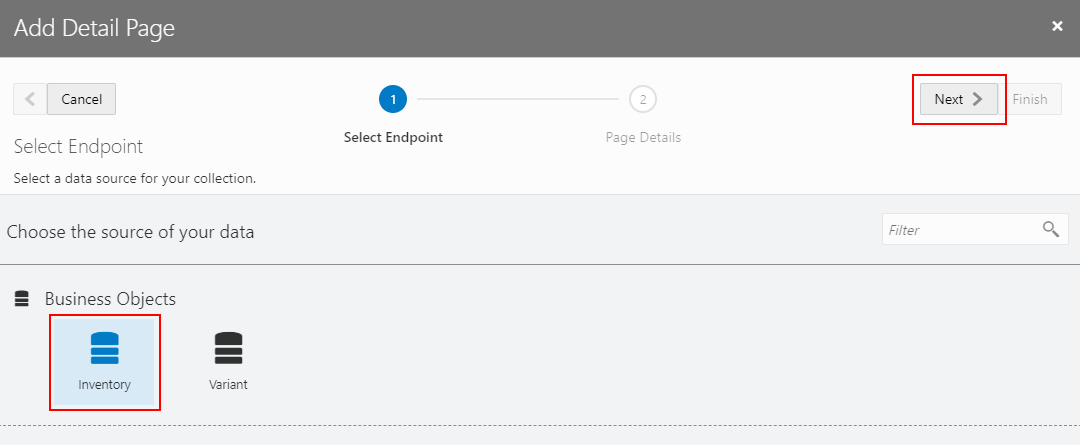 Add Detail Page
Cancel
1
2
Next
Finish
Select Endpoint
Page Details
Select Endpoint
Select a data source for your collection.
Choose the source of your data
Filter
Business Objects
Inventory
Variant